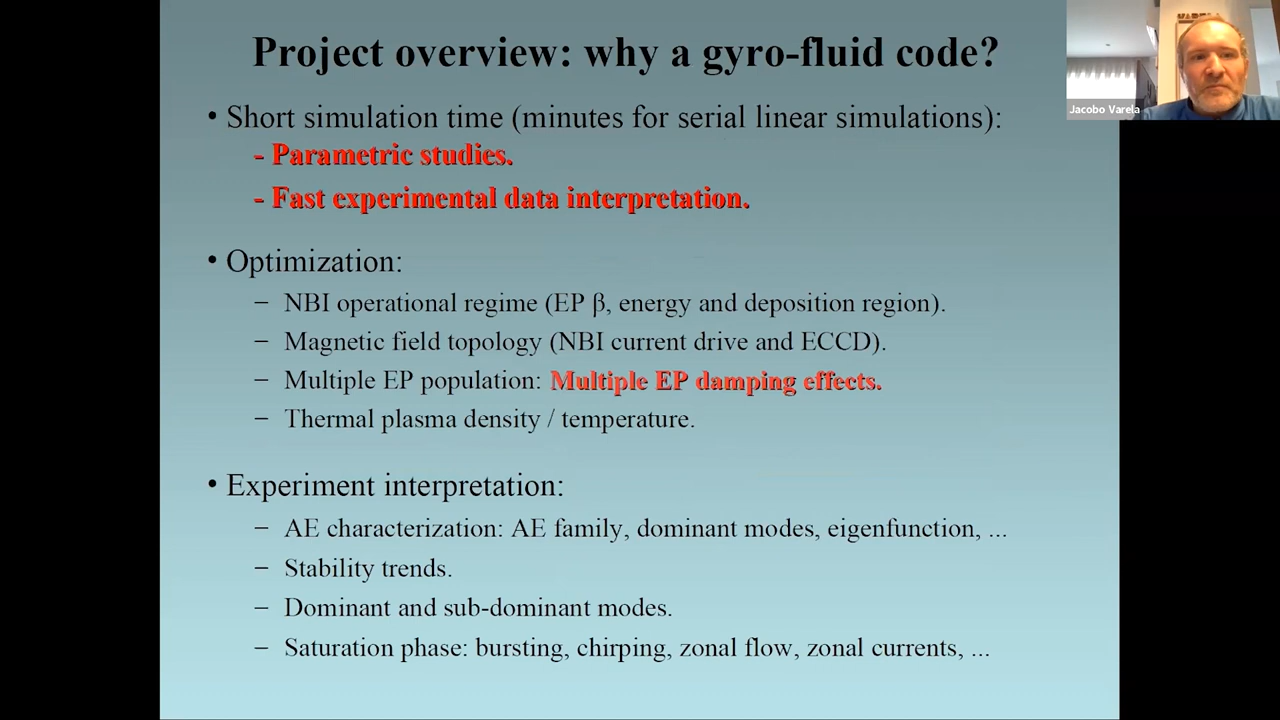 Project overview: why a gyro-fluid code?
Jacobo Varela
• Short simulation time (minutes for serial linear simulations):
- Parametric studies.
- Fast experimental data interpretation.
• Optimization:
– NBI operational regime (EP β, energy and deposition region).
– Magnetic field topology (NBI current drive and ECCD).
– Multiple EP population: Multiple EP damping effects.
– Thermal plasma density / temperature.
• Experiment interpretation:
– AE characterization: AE family, dominant modes, eigenfunction, ...
– Stability trends.
– Dominant and sub-dominant modes.
– Saturation phase: bursting, chirping, zonal flow, zonal currents, ...